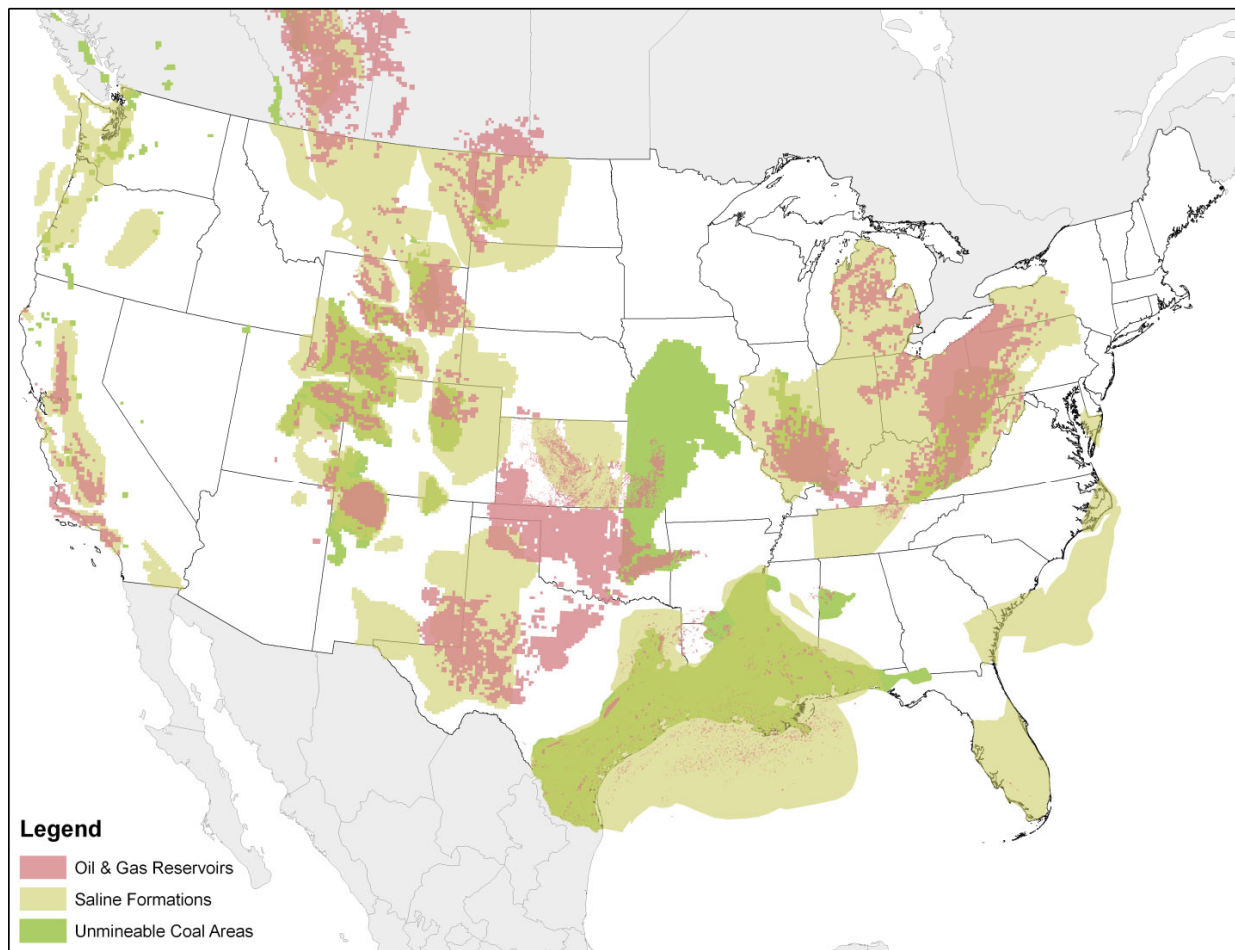 Legend
Oil & Gas Reservoirs
Saline Formations
Unmineable Coal Areas